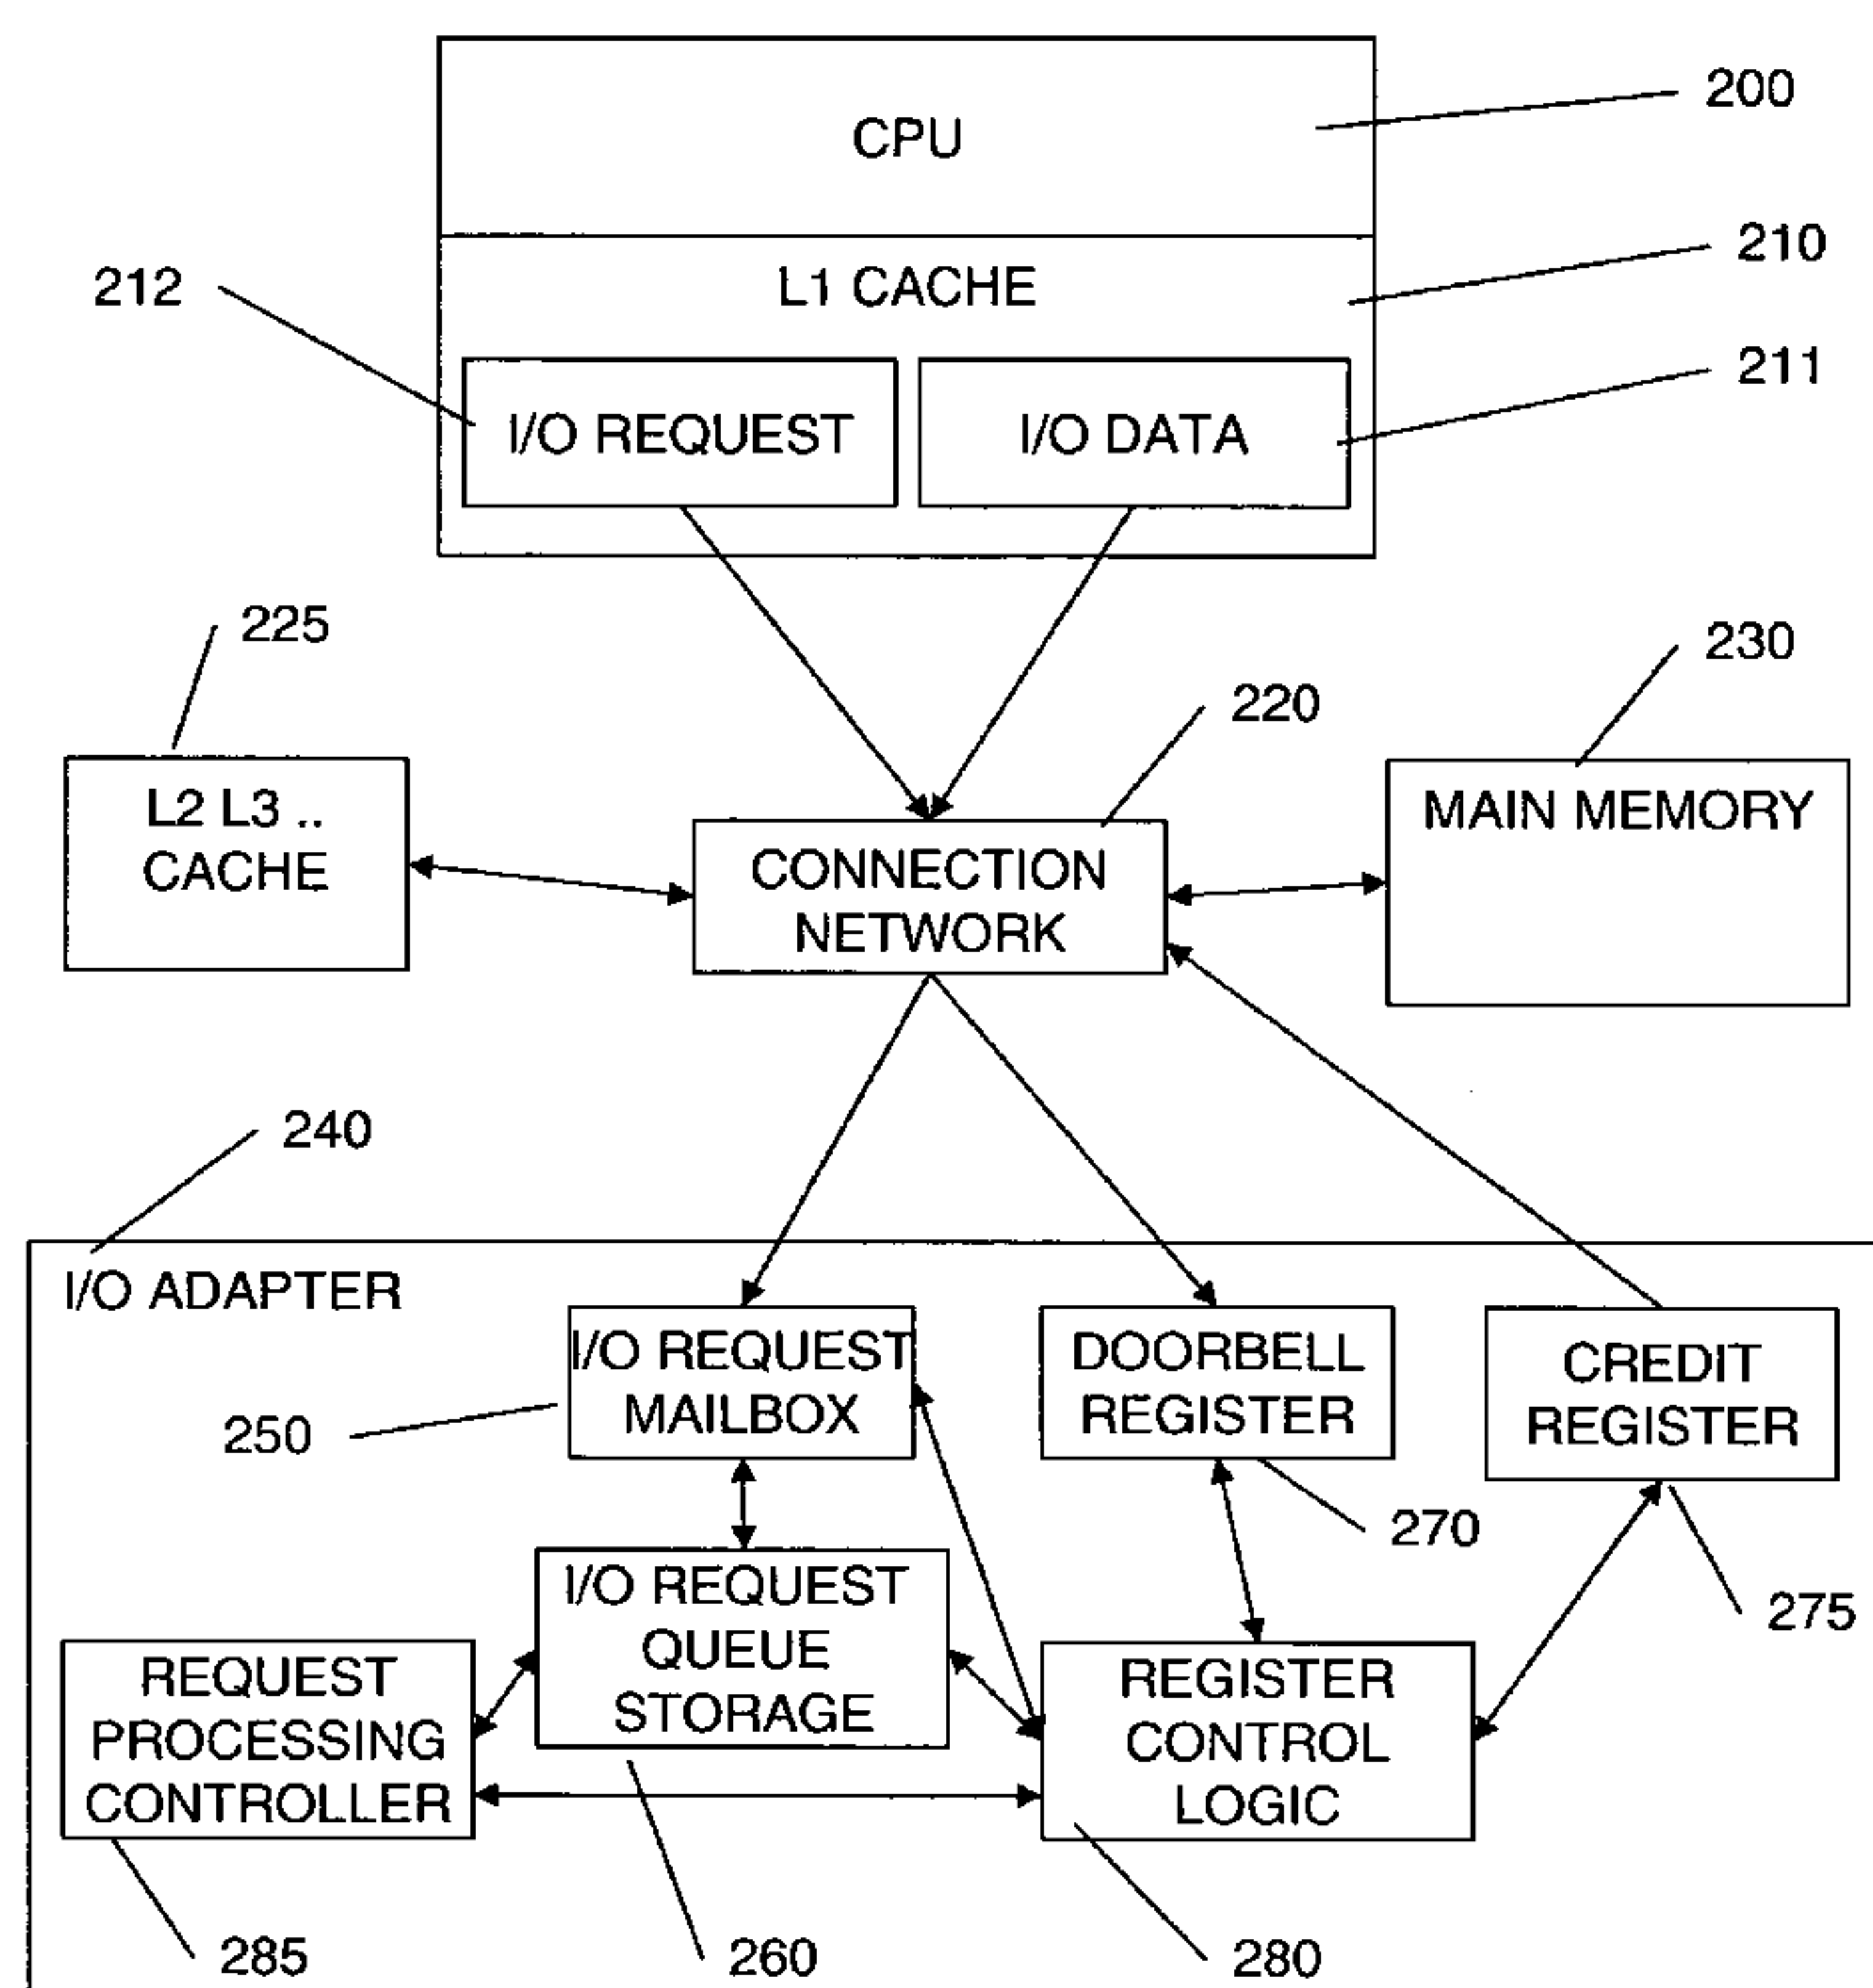 200
CPU
210
212
L1 CACHE
211
I/O REQUEST
I/O DATA
225
230
220
L2 L3 ..
CACHE
CONNECTION
NETWORK
MAIN MEMORY
240
I/O ADAPTER
I/O REQUEST
MAILBOX
DOORBELL
REGISTER
CREDIT
REGISTER
250
270
275
I/O REQUEST
QUEUE
STORAGE
REQUEST
PROCESSING
CONTROLLER
REGISTER
CONTROL
LOGIC
285
260
280